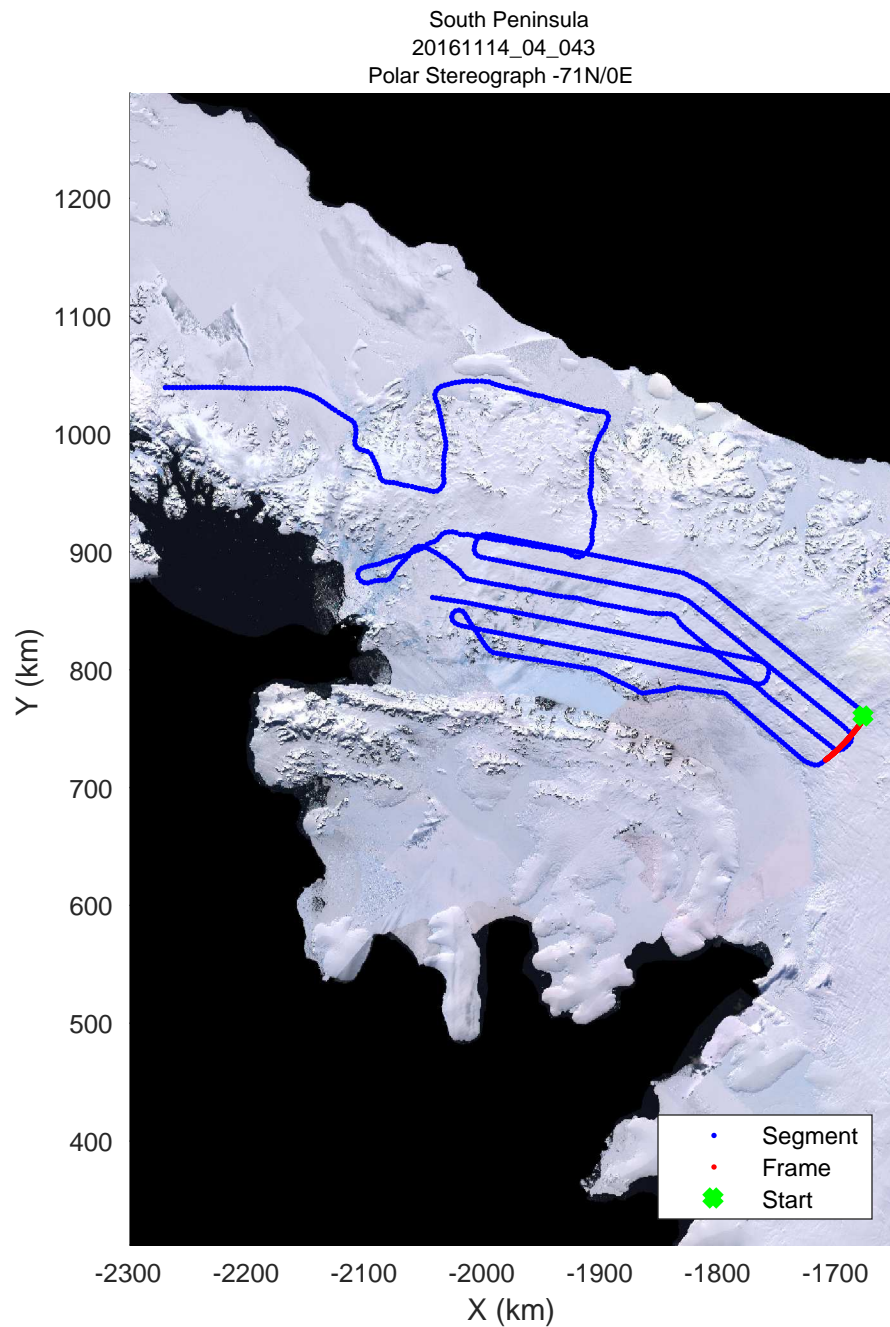 South Peninsula
20161114_04_043
Polar Stereograph -71N/0E
1200
1100
1000
900
800
700
600
500
400
Y (km)
Segment
Frame
Start
-2300 -2200 -2100 -2000 -1900 -1800 -1700
X (km)